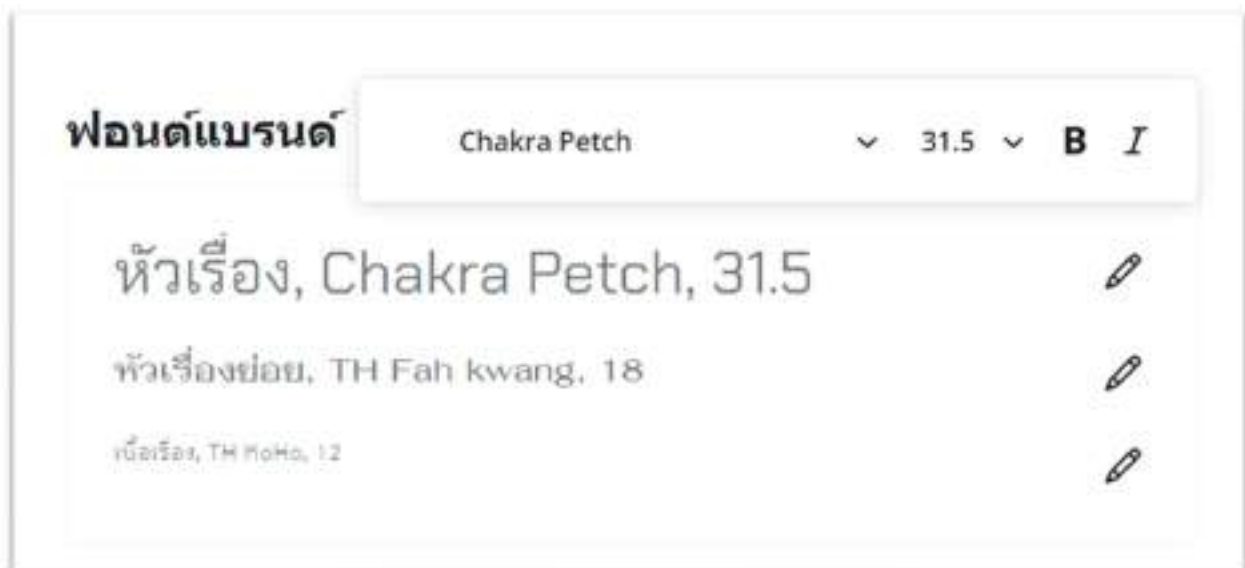 ฟอนต์แบรนด์
Chakra Petch 31.5 B I
หัวเรื่อง, Chakra Petch, 31.5
หัวเรื่องย่อย, TH Fah kwang, 18
เนื้อเรื่อง, TH MoHo, 12